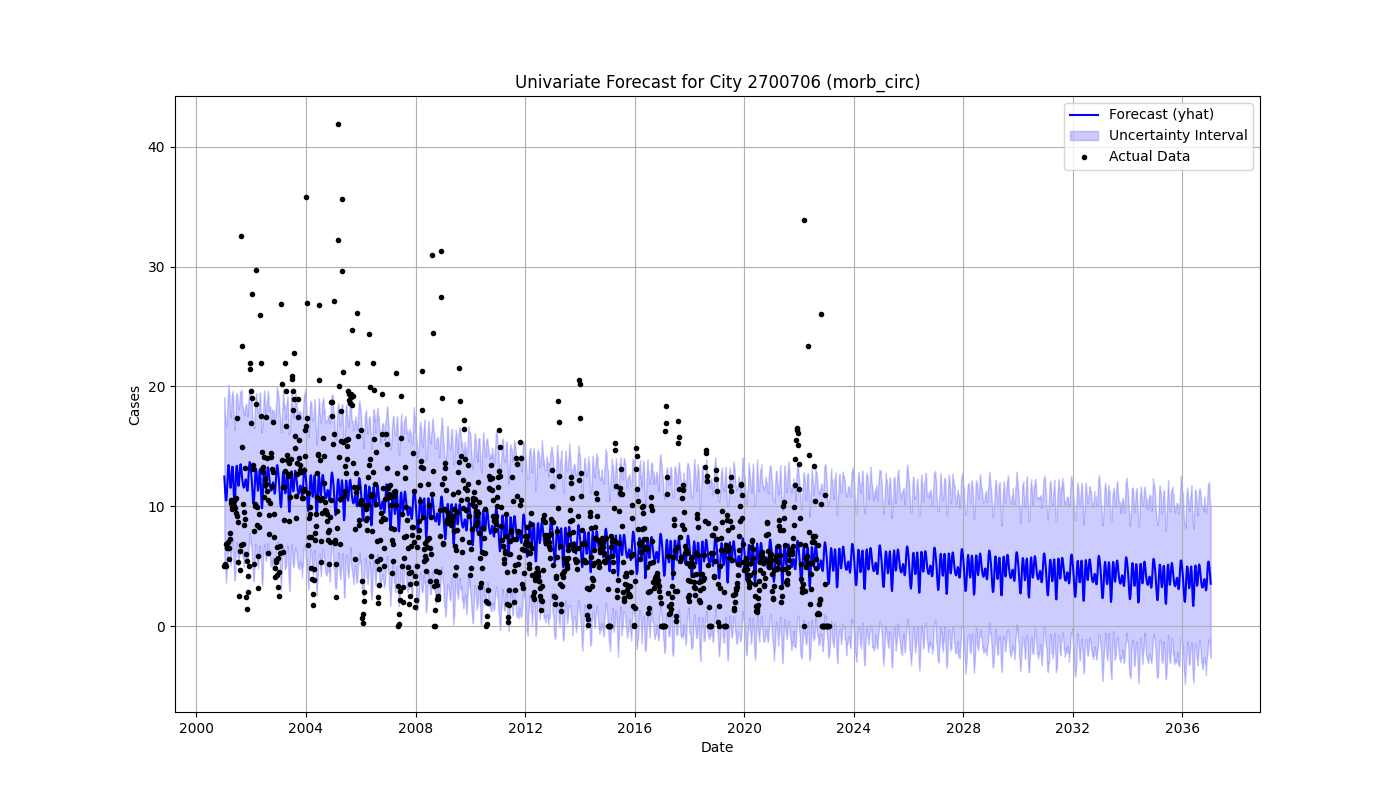 Univariate Forecast for City 2700706 (morb_circ)
Forecast (yhat)
Uncertainty Interval
Actual Data
Cases
40
30
20
10
0
2000 2004 2008 2012 2016 2020 2024 2028 2032 2036
Date